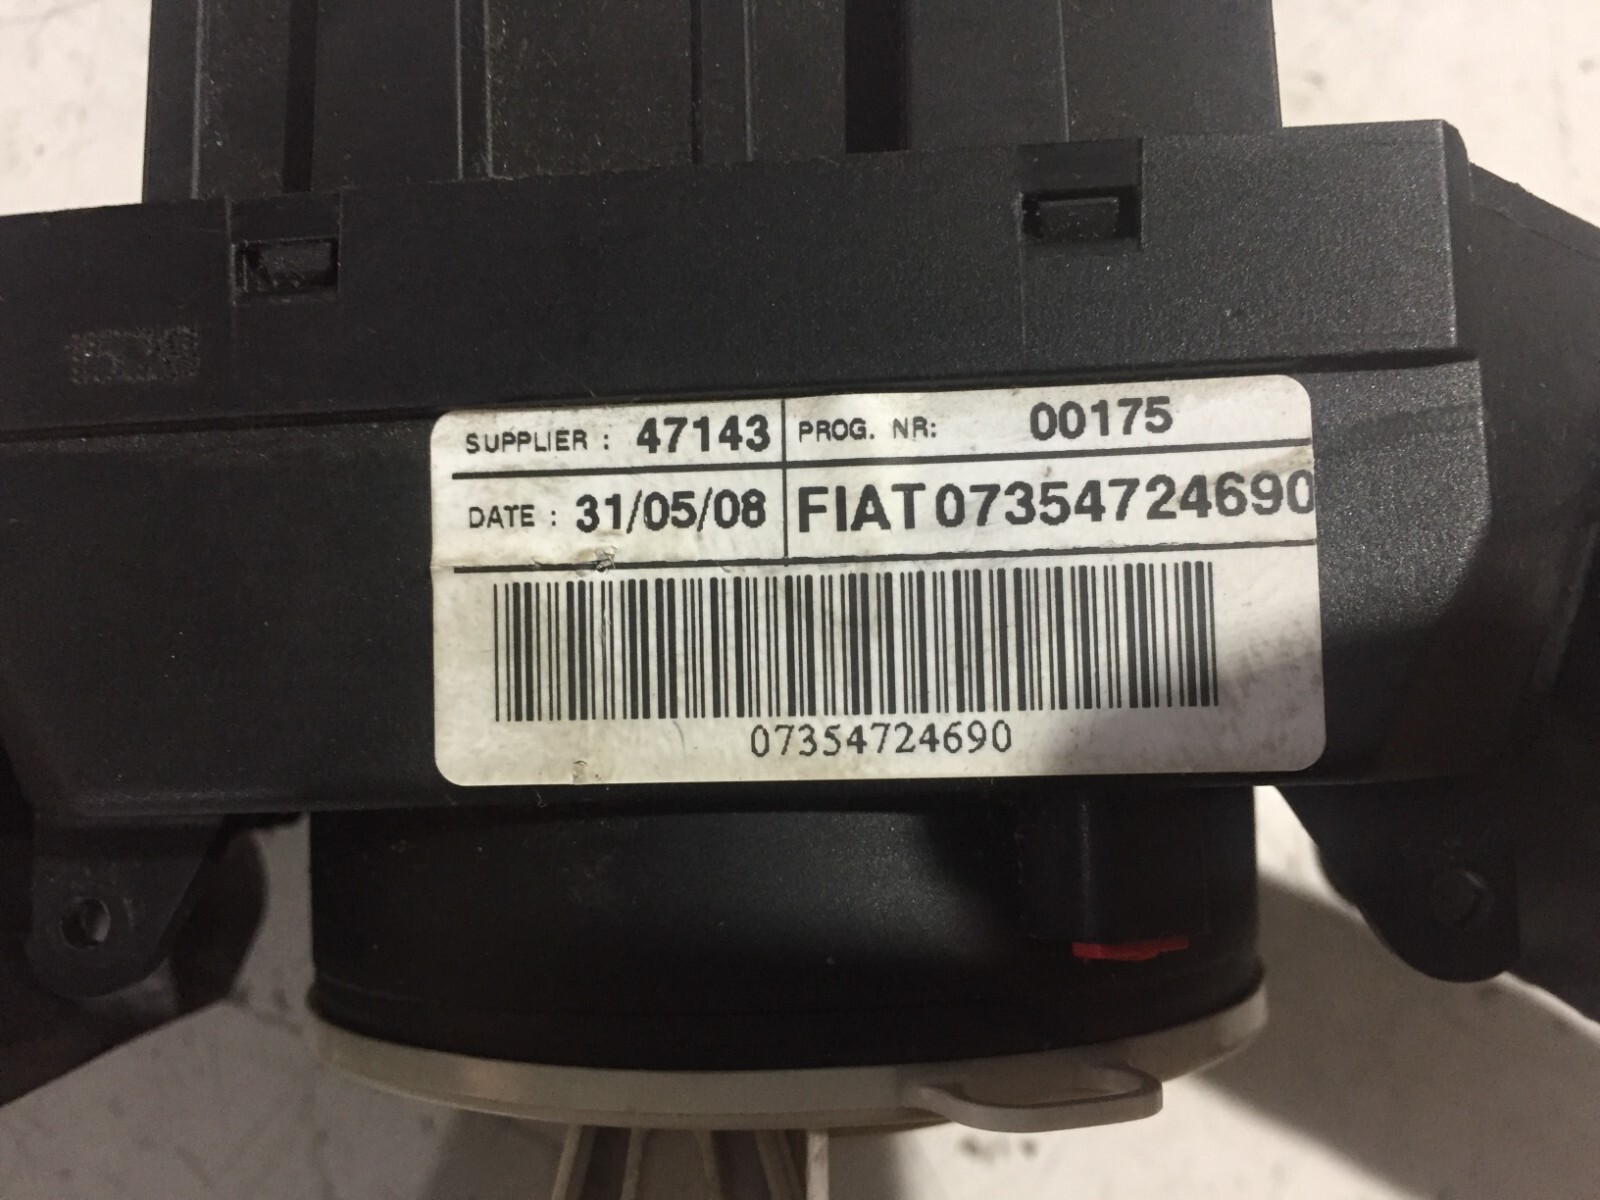 SUPPLIER : 47143 PROG. NR: 00175
DATE : 31/05/08 FIAT 07354724690
07354724690